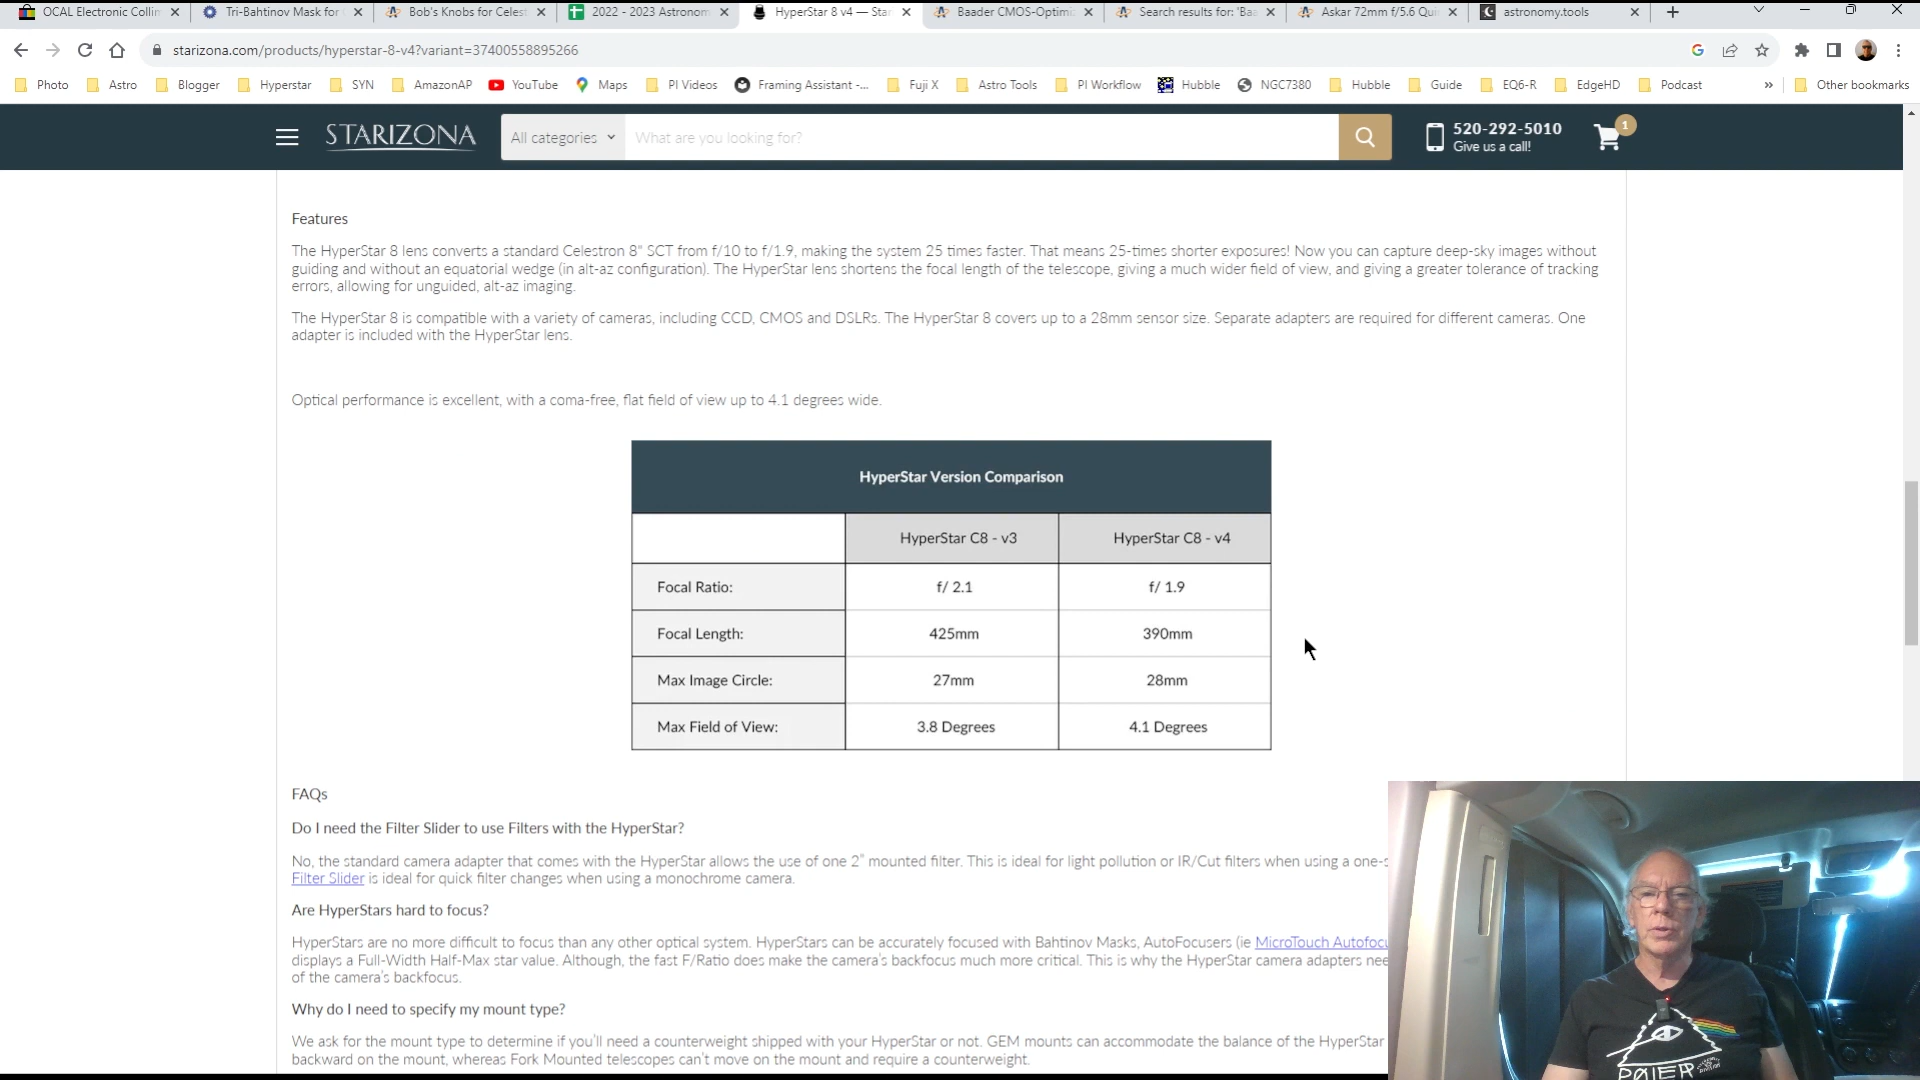 OCAL Electronic Collim
Tri-Bahtinov Mask for
Bob's Knobs for Celest
2022 - 2023 Astronom
HyperStar 8 v4 — Star
Baader CMOS-Optimi
Search results for: 'Baa
Askar 72mm f/5.6 Qui
astronomy.tools
starizona.com/products/hyperstar-8-v4?variant=37400558895266
Photo
Astro
Blogger
Hyperstar
SYN
AmazonAP
YouTube
Maps
PI Videos
Framing Assistant -...
Fuji X
Astro Tools
PI Workflow
Hubble
NGC7380
Hubble
Guide
EQ6-R
EdgeHD
Podcast
»
Other bookmarks
STARIZONA
All categories
What are you looking for?
520-292-5010
Give us a call!
1
Features
The HyperStar 8 lens converts a standard Celestron 8" SCT from f/10 to f/1.9, making the system 25 times faster. That means 25-times shorter exposures! Now you can capture deep-sky images without
guiding and without an equatorial wedge (in alt-az configuration). The HyperStar lens shortens the focal length of the telescope, giving a much wider field of view, and giving a greater tolerance of tracking
errors, allowing for unguided, alt-az imaging.
The HyperStar 8 is compatible with a variety of cameras, including CCD, CMOS and DSLRs. The HyperStar 8 covers up to a 28mm sensor size. Separate adapters are required for different cameras. One
adapter is included with the HyperStar lens.
Optical performance is excellent, with a coma-free, flat field of view up to 4.1 degrees wide.
HyperStar Version Comparison
HyperStar C8 - v3 HyperStar C8 - v4
Focal Ratio: f/ 2.1 f/ 1.9
Focal Length: 425mm 390mm
Max Image Circle: 27mm 28mm
Max Field of View: 3.8 Degrees 4.1 Degrees
FAQs
Do I need the Filter Slider to use Filters with the HyperStar?
No, the standard camera adapter that comes with the HyperStar allows the use of one 2" mounted filter. This is ideal for light pollution or IR/Cut filters when using a one-s
Filter Slider is ideal for quick filter changes when using a monochrome camera.
Are HyperStars hard to focus?
HyperStars are no more difficult to focus than any other optical system. HyperStars can be accurately focused with Bahtinov Masks, AutoFocusers (ie MicroTouch Autofocu
displays a Full-Width Half-Max star value. Although, the fast F/Ratio does make the camera's backfocus much more critical. This is why the HyperStar camera adapters nee
of the camera's backfocus.
Why do I need to specify my mount type?
We ask for the mount type to determine if you'll need a counterweight shipped with your HyperStar or not. GEM mounts can accommodate the balance of the HyperStar
backward on the mount, whereas Fork Mounted telescopes can't move on the mount and require a counterweight.